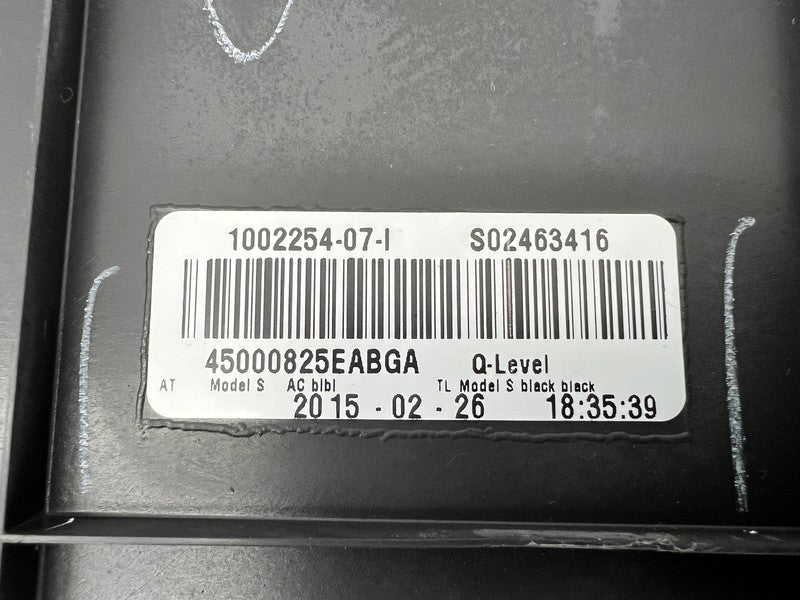 1002254-07-I S02463416
45000825EABGA Q-Level
AT Model S AC blbl TL Model S black black
2015 - 02 - 26 18:35:39